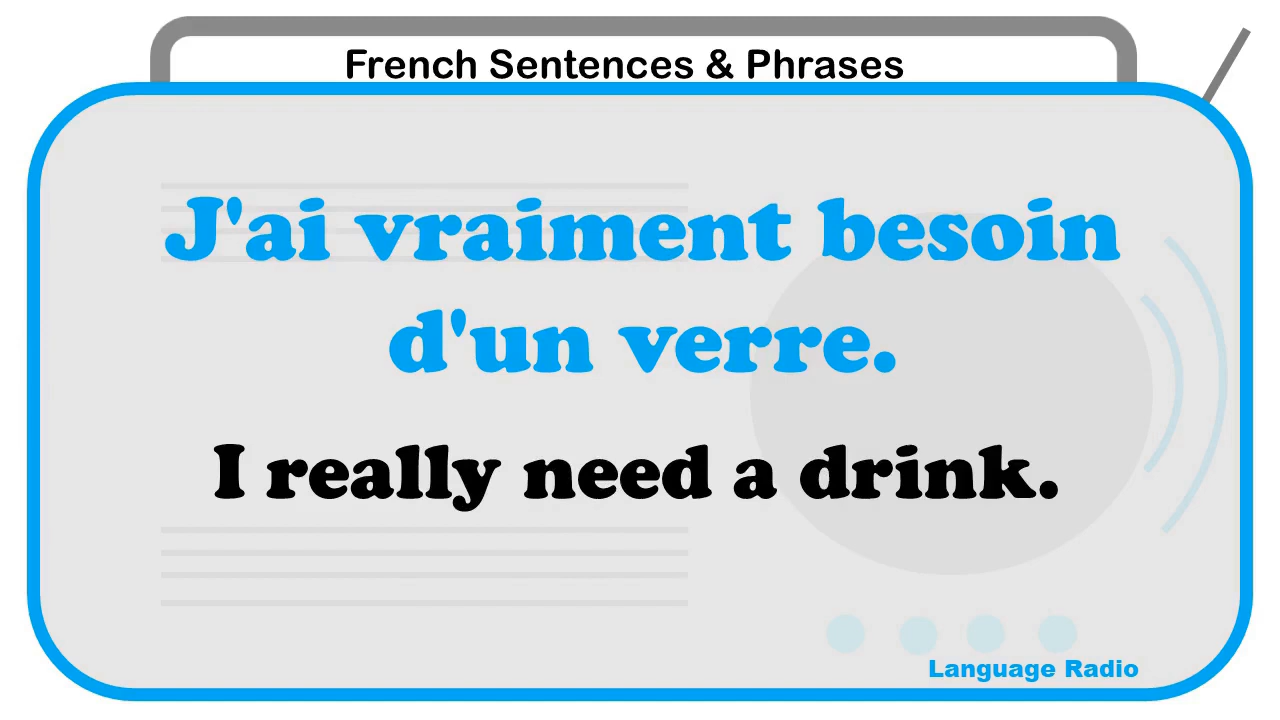 French Sentences & Phrases
J'ai vraiment besoin
d'un verre.
I really need a drink.
Language Radio